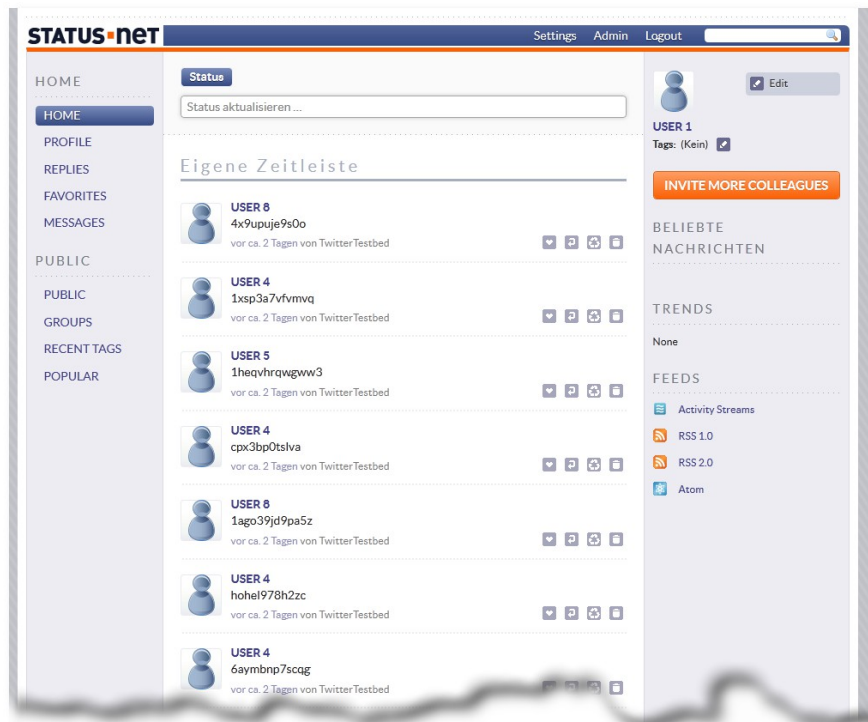 STATUS●net
Settings Admin Logout
HOME
HOME
PROFILE
REPLIES
FAVORITES
MESSAGES
PUBLIC
PUBLIC
GROUPS
RECENT TAGS
POPULAR
Status
Status aktualisieren ...
Eigene Zeitleiste
USER 8
4x9upuje9s0o
vor ca. 2 Tagen von TwitterTestbed
USER 4
1xsp3a7vfvmvq
vor ca. 2 Tagen von TwitterTestbed
USER 5
1heqvhrqwgww3
vor ca. 2 Tagen von TwitterTestbed
USER 4
cpx3bp0tslva
vor ca. 2 Tagen von TwitterTestbed
USER 8
1ago39jd9pa5z
vor ca. 2 Tagen von TwitterTestbed
USER 4
hohel978h2zc
vor ca. 2 Tagen von TwitterTestbed
USER 4
6aymbnp7scqg
vor ca. 2 Tagen von TwitterTestbed
Edit
USER 1
Tags: (Kein)
INVITE MORE COLLEAGUES
BELIEBTE
NACHRICHTEN
TRENDS
None
FEEDS
Activity Streams
RSS 1.0
RSS 2.0
Atom